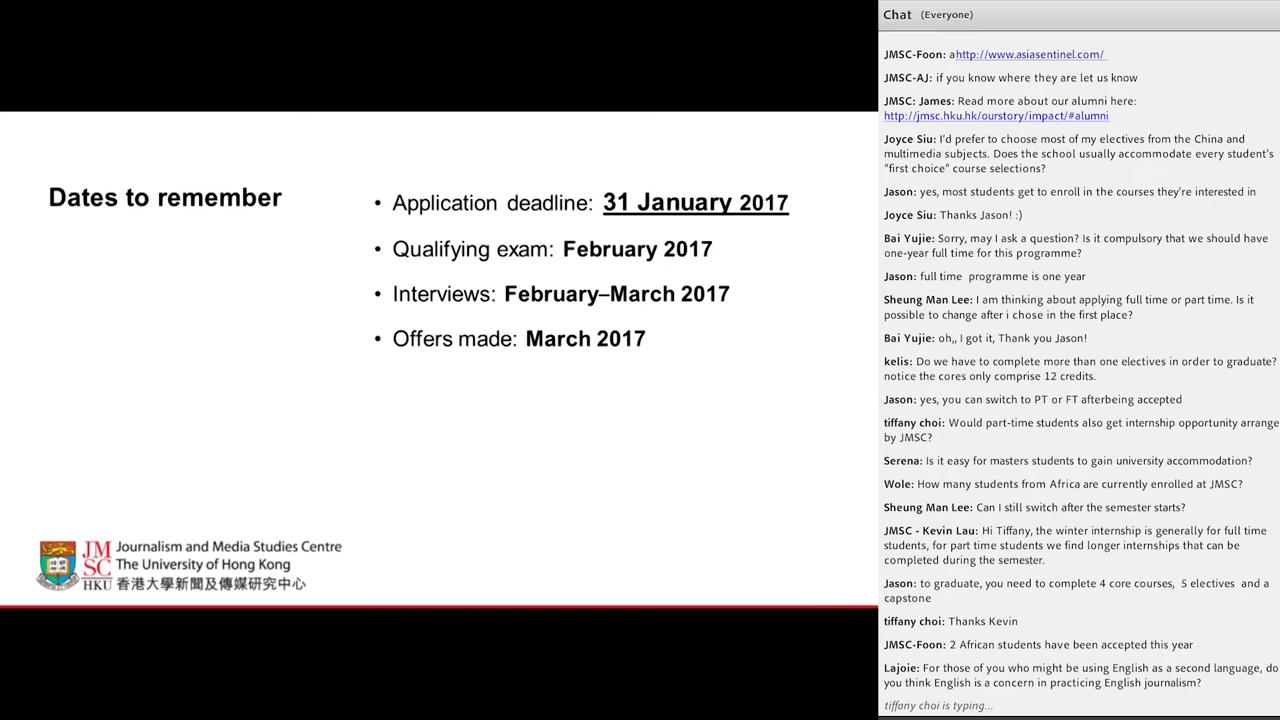 Dates to remember
• Application deadline: 31 January 2017
• Qualifying exam: February 2017
• Interviews: February–March 2017
• Offers made: March 2017
JM
SC
HKU
Journalism and Media Studies Centre
The University of Hong Kong
香港大學新聞及傳媒研究中心
Chat (Everyone)
JMSC-Foon: ahttp://www.asiasentinel.com/
JMSC-AJ: if you know where they are let us know
JMSC: James: Read more about our alumni here:
http://jmsc.hku.hk/ourstory/impact/#alumni
Joyce Siu: I'd prefer to choose most of my electives from the China and
multimedia subjects. Does the school usually accommodate every student's
"first choice" course selections?
Jason: yes, most students get to enroll in the courses they're interested in
Joyce Siu: Thanks Jason! :)
Bai Yujie: Sorry, may I ask a question? Is it compulsory that we should have
one-year full time for this programme?
Jason: full time programme is one year
Sheung Man Lee: I am thinking about applying full time or part time. Is it
possible to change after i chose in the first place?
Bai Yujie: oh,, I got it, Thank you Jason!
kelis: Do we have to complete more than one electives in order to graduate?
notice the cores only comprise 12 credits.
Jason: yes, you can switch to PT or FT afterbeing accepted
tiffany choi: Would part-time students also get internship opportunity arrange
by JMSC?
Serena: Is it easy for masters students to gain university accommodation?
Wole: How many students from Africa are currently enrolled at JMSC?
Sheung Man Lee: Can I still switch after the semester starts?
JMSC - Kevin Lau: Hi Tiffany, the winter internship is generally for full time
students, for part time students we find longer internships that can be
completed during the semester.
Jason: to graduate, you need to complete 4 core courses, 5 electives and a
capstone
tiffany choi: Thanks Kevin
JMSC-Foon: 2 African students have been accepted this year
Lajoie: For those of you who might be using English as a second language, do
you think English is a concern in practicing English journalism?
tiffany choi is typing...